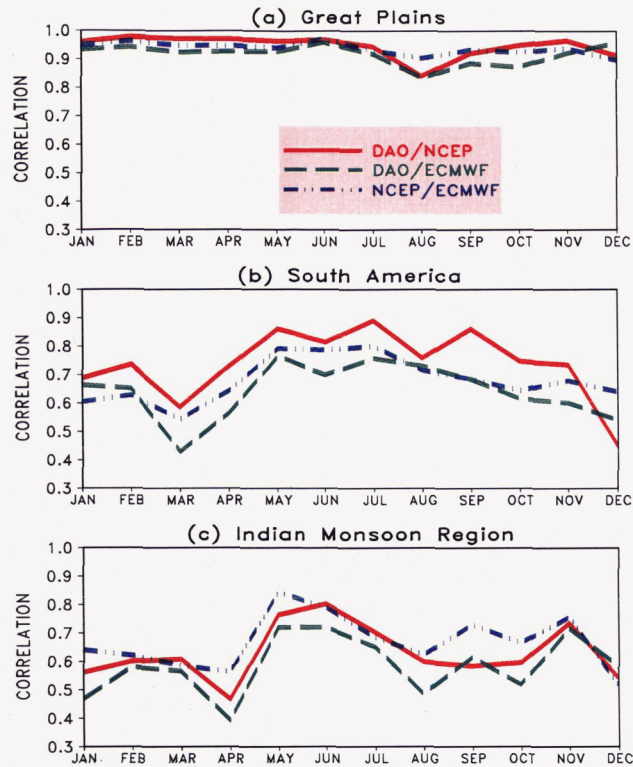 (a) Great Plains
CORRELATION
1.0
0.9
0.8
0.7
0.6
0.5
0.4
0.3
DAO/NCEP
DAO/ECMWF
NCEP/ECMWF
JAN FEB MAR APR MAY JUN JUL AUG SEP OCT NOV DEC
(b) South America
CORRELATION
1.0
0.9
0.8
0.7
0.6
0.5
0.4
0.3
JAN FEB MAR APR MAY JUN JUL AUG SEP OCT NOV DEC
(c) Indian Monsoon Region
CORRELATION
1.0
0.9
0.8
0.7
0.6
0.5
0.4
0.3
JAN FEB MAR APR MAY JUN JUL AUG SEP OCT NOV DEC